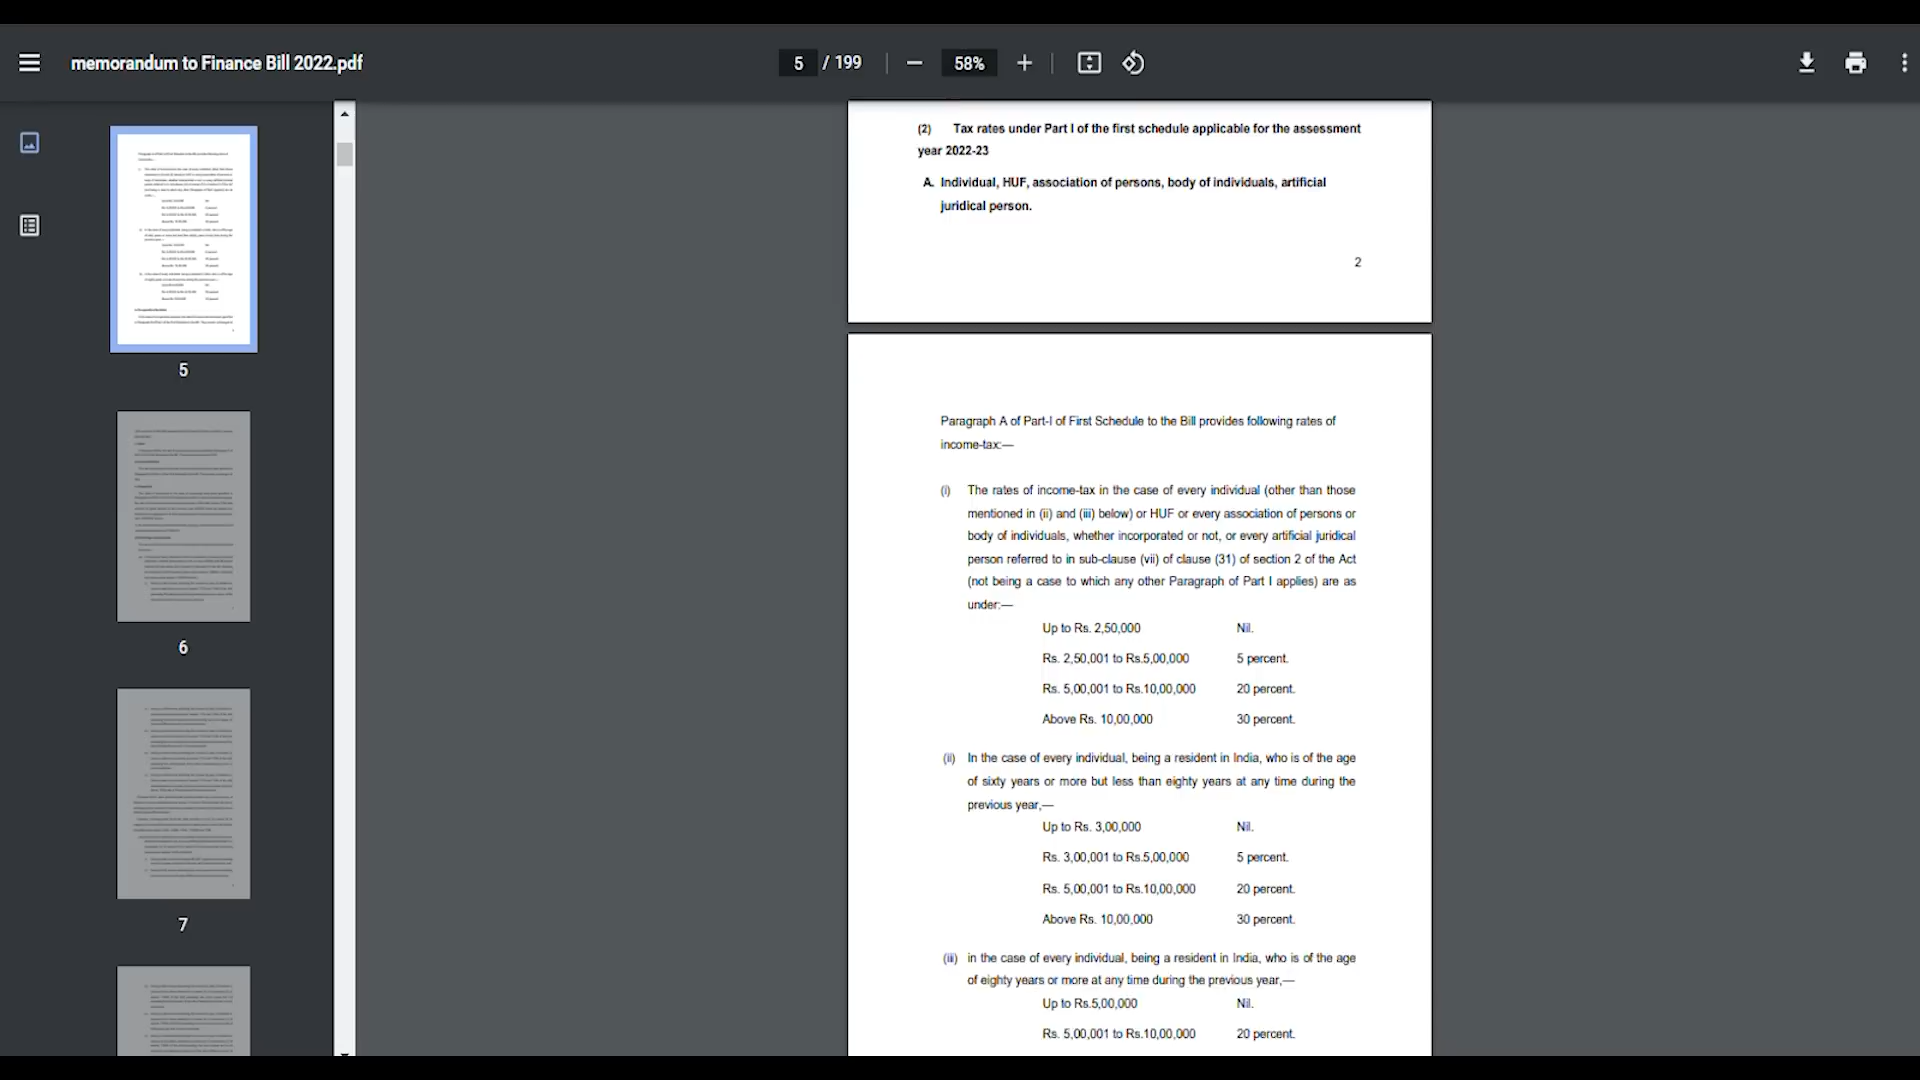 memorandum to Finance Bill 2022.pdf
5 / 199
58%
5
6
7
(2) Tax rates under Part I of the first schedule applicable for the assessment
year 2022-23
A. Individual, HUF, association of persons, body of individuals, artificial
juridical person.
2
Paragraph A of Part-I of First Schedule to the Bill provides following rates of
income-tax:—
(i) The rates of income-tax in the case of every individual (other than those
mentioned in (ii) and (iii) below) or HUF or every association of persons or
body of individuals, whether incorporated or not, or every artificial juridical
person referred to in sub-clause (vii) of clause (31) of section 2 of the Act
(not being a case to which any other Paragraph of Part I applies) are as
under:—
Up to Rs. 2,50,000 Nil.
Rs. 2,50,001 to Rs.5,00,000 5 percent.
Rs. 5,00,001 to Rs.10,00,000 20 percent.
Above Rs. 10,00,000 30 percent.
(ii) In the case of every individual, being a resident in India, who is of the age
of sixty years or more but less than eighty years at any time during the
previous year,—
Up to Rs. 3,00,000 Nil.
Rs. 3,00,001 to Rs.5,00,000 5 percent.
Rs. 5,00,001 to Rs.10,00,000 20 percent.
Above Rs. 10,00,000 30 percent.
(iii) in the case of every individual, being a resident in India, who is of the age
of eighty years or more at any time during the previous year,—
Up to Rs.5,00,000 Nil.
Rs. 5,00,001 to Rs.10,00,000 20 percent.